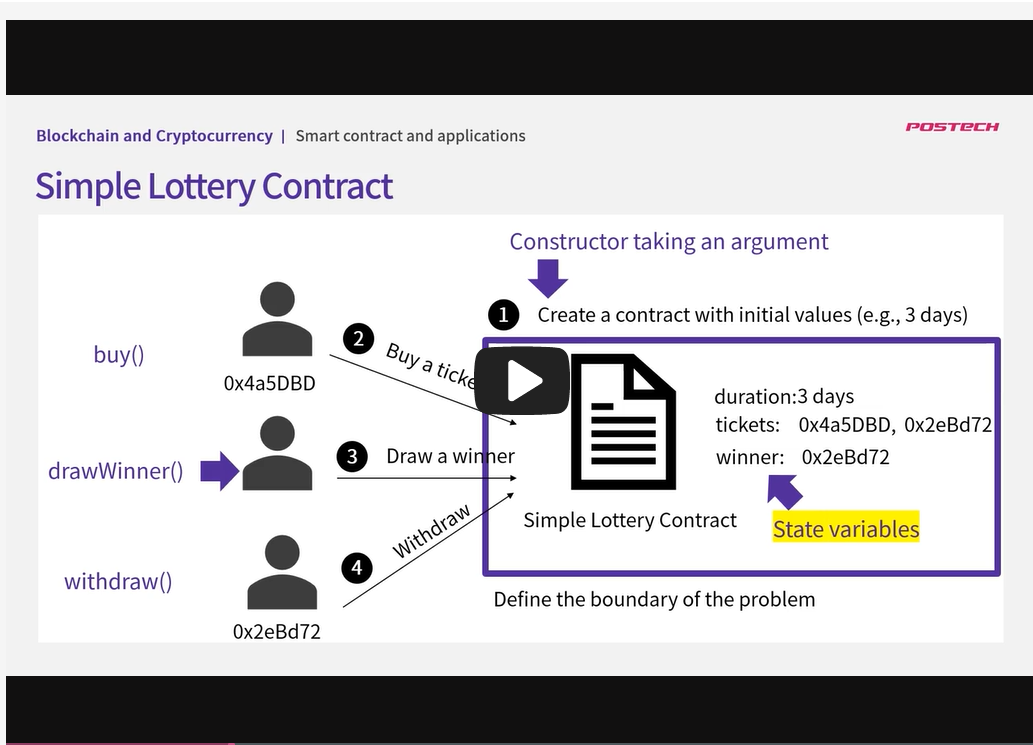 Blockchain and Cryptocurrency | Smart contract and applications
POSTECH
Simple Lottery Contract
Constructor taking an argument
1 Create a contract with initial values (e.g., 3 days)
buy()
0x4a5DBD
2 Buy a
drawWinner()
3 Draw a winner
withdraw()
0x2eBd72
4 Withdraw
duration:3 days
tickets: 0x4a5DBD, 0x2eBd72
winner: 0x2eBd72
Simple Lottery Contract
State variables
Define the boundary of the problem